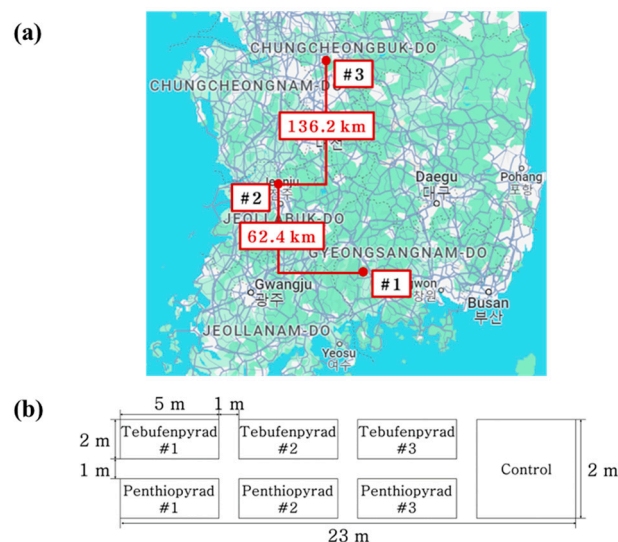 (a)
CHUNGCHEONGBUK-DO
#3
CHUNGCHEONGNAM-DO
136.2 km
Daegu
대구
Pohang
포항
#2
JEOLLABUK-DO
62.4 km
GYEONGSANGNAM-DO
#1
Gwangju
광주
Busan
부산
JEOLLANAM-DO
Yeosu
여수
(b)
5 m
1 m
2 m
Tebufenpyrad
#1
Tebufenpyrad
#2
Tebufenpyrad
#3
1 m
Control
2 m
Penthiopyrad
#1
Penthiopyrad
#2
Penthiopyrad
#3
23 m